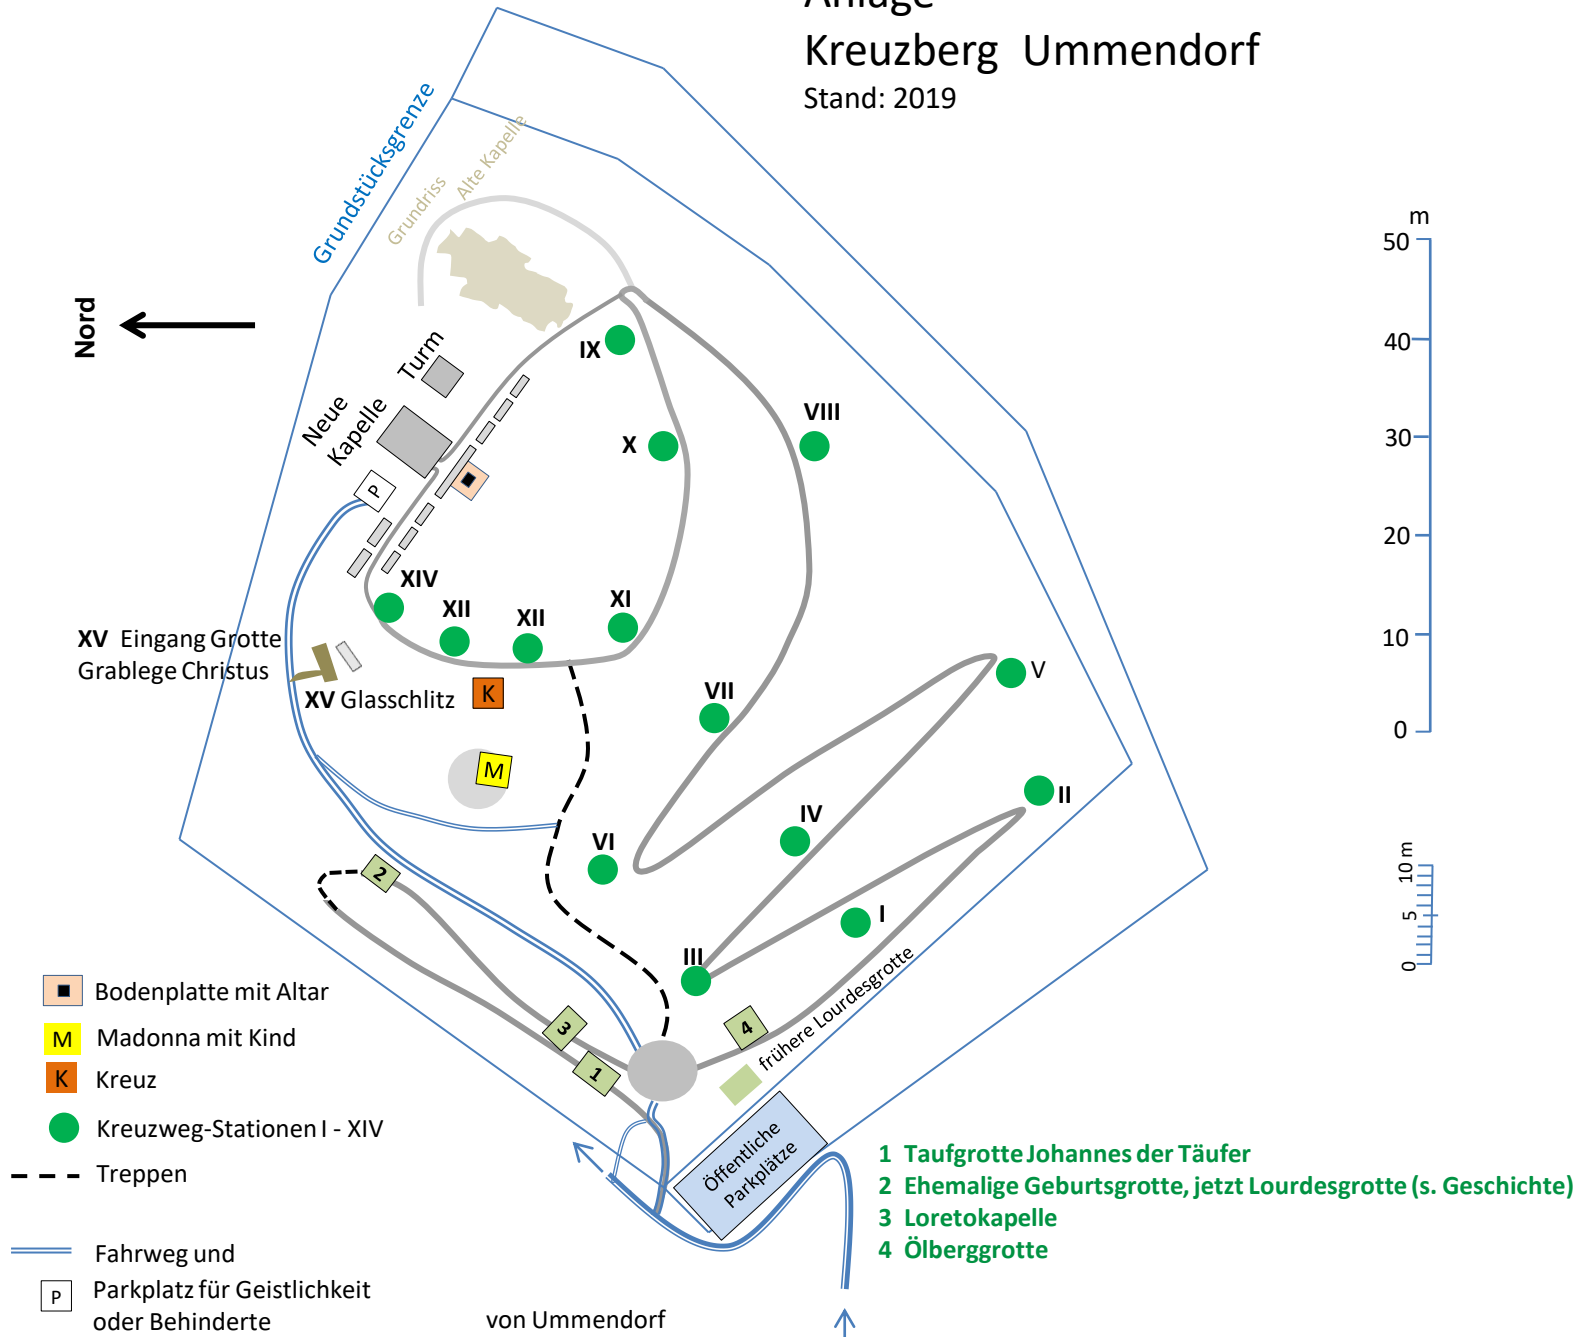 Anlage
Kreuzberg Ummendorf
Stand: 2019
Grundstücksgrenze
Grundriss
Alte Kapelle
Nord
Turm
Neue
Kapelle
P
IX
X
VIII
XIV
XII
XII
XI
XV Eingang Grotte
Grablege Christus
XV Glasschlitz
K
M
VII
V
II
IV
VI
I
III
2
3
1
4
frühere Lourdesgrotte
Öffentliche
Parkplätze
m
50
40
30
20
10
0
10 m
5
0
Bodenplatte mit Altar
M Madonna mit Kind
K Kreuz
Kreuzweg-Stationen I - XIV
Treppen
Fahrweg und
P Parkplatz für Geistlichkeit
oder Behinderte
von Ummendorf
1 Taufgrotte Johannes der Täufer
2 Ehemalige Geburtsgrotte, jetzt Lourdesgrotte (s. Geschichte)
3 Loretokapelle
4 Ölberggrotte